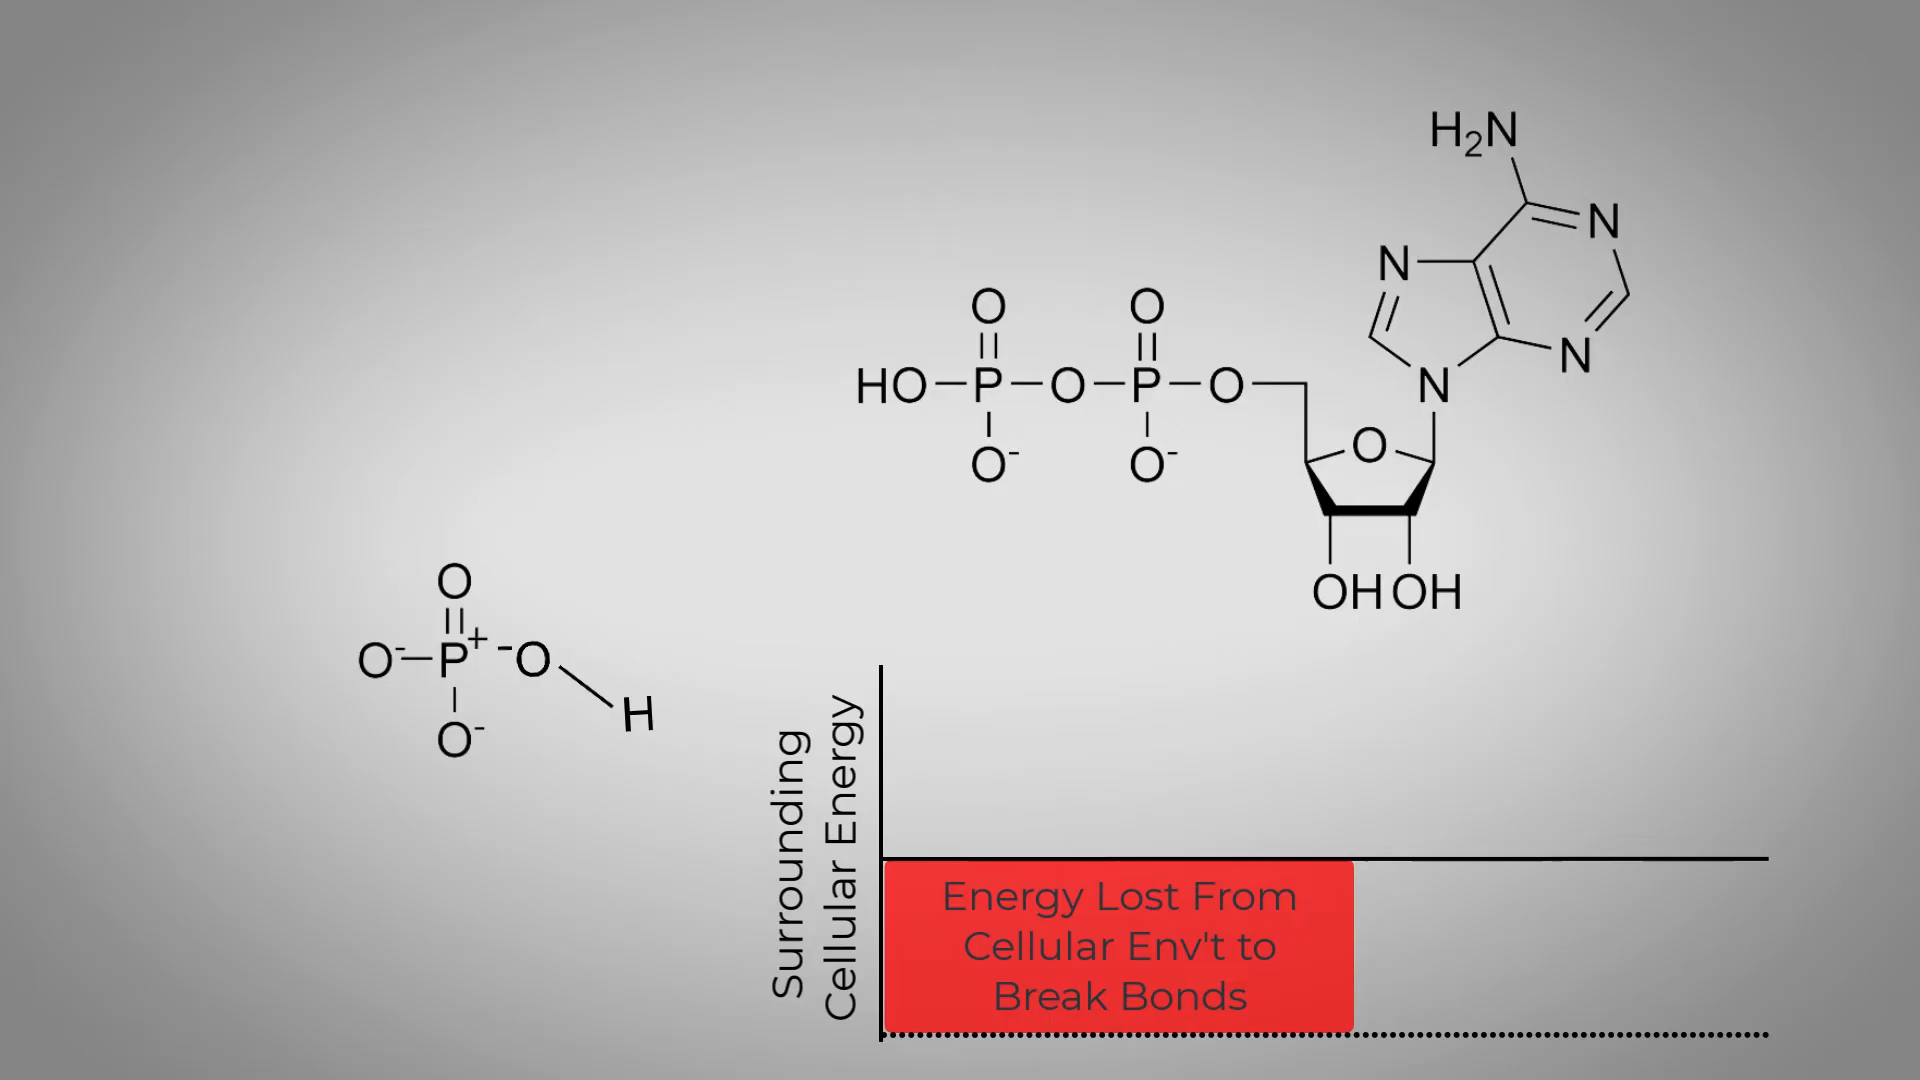 H₂N
N
N
O O
HO P O P O N N
O
O⁻ O⁻
O
OH OH
O⁻ P⁺ ⁻O
H
O⁻
Surrounding
Cellular Energy
Energy Lost From
Cellular Env't to
Break Bonds